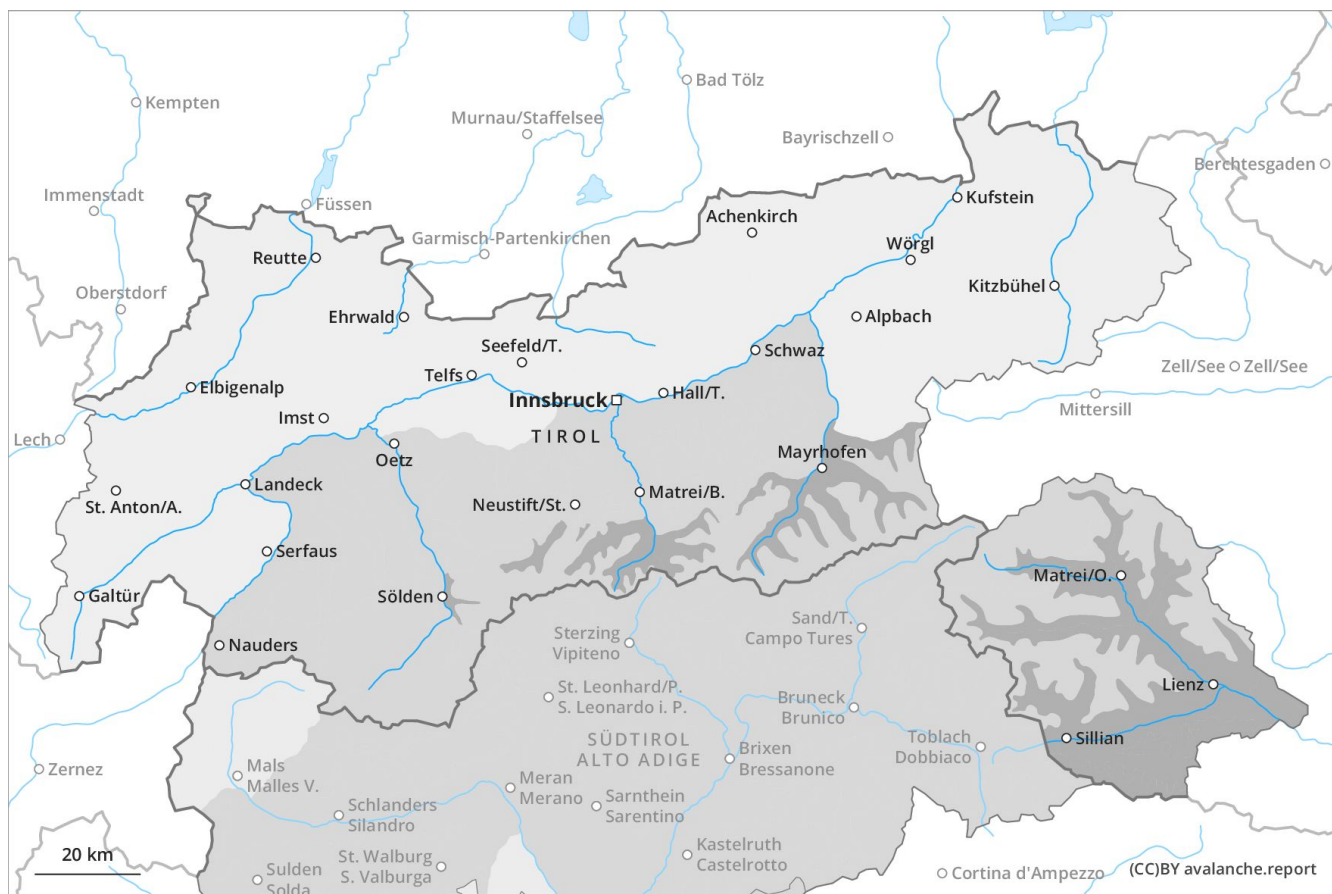 Kempten
Bad Tölz
Murnau/Staffelsee
Bayrischzell
Berchtesgaden
Immenstadt
Füssen
Kufstein
Achenkirch
Garmisch-Partenkirchen
Wörgl
Reutte
Oberstdorf
Kitzbühel
Ehrwald
Alpbach
Seefeld/T.
Schwaz
Telfs
Zell/See
Zell/See
Elbigenalp
Hall/T.
Innsbruck
Mittersill
Imst
TIROL
Lech
Oetz
Mayrhofen
Landeck
Matrei/B.
St. Anton/A.
Neustift/St.
Serfaus
Matrei/O.
Galtür
Sölden
Sand/T.
Campo Tures
Sterzing
Vipiteno
Nauders
Lienz
St. Leonhard/P.
S. Leonardo i. P.
Bruneck
Brunico
SÜDTIROL
ALTO ADIGE
Toblach
Dobbiaco
Sillian
Brixen
Bressanone
Zernez
Mals
Malles V.
Meran
Merano
Schlanders
Silandro
Sarnthein
Sarentino
20 km
St. Walburg
S. Valburga
Kastelruth
Castelrotto
Sulden
Solda
Cortina d'Ampezzo
(CC)BY avalanche.report